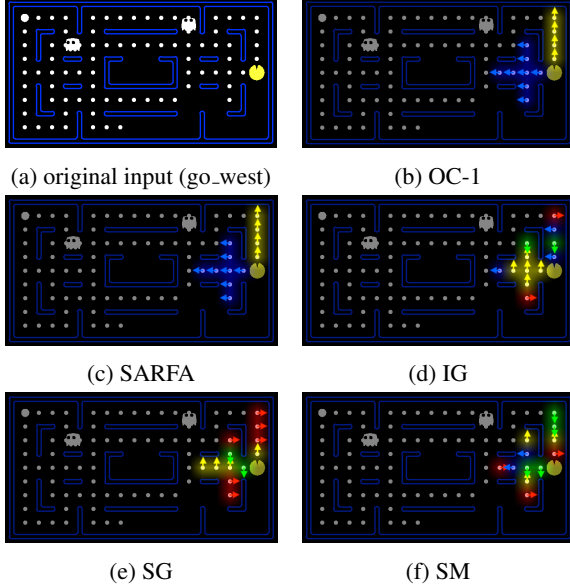 (a) original input (go_west)
(b) OC-1
(c) SARFA
(d) IG
(e) SG
(f) SM